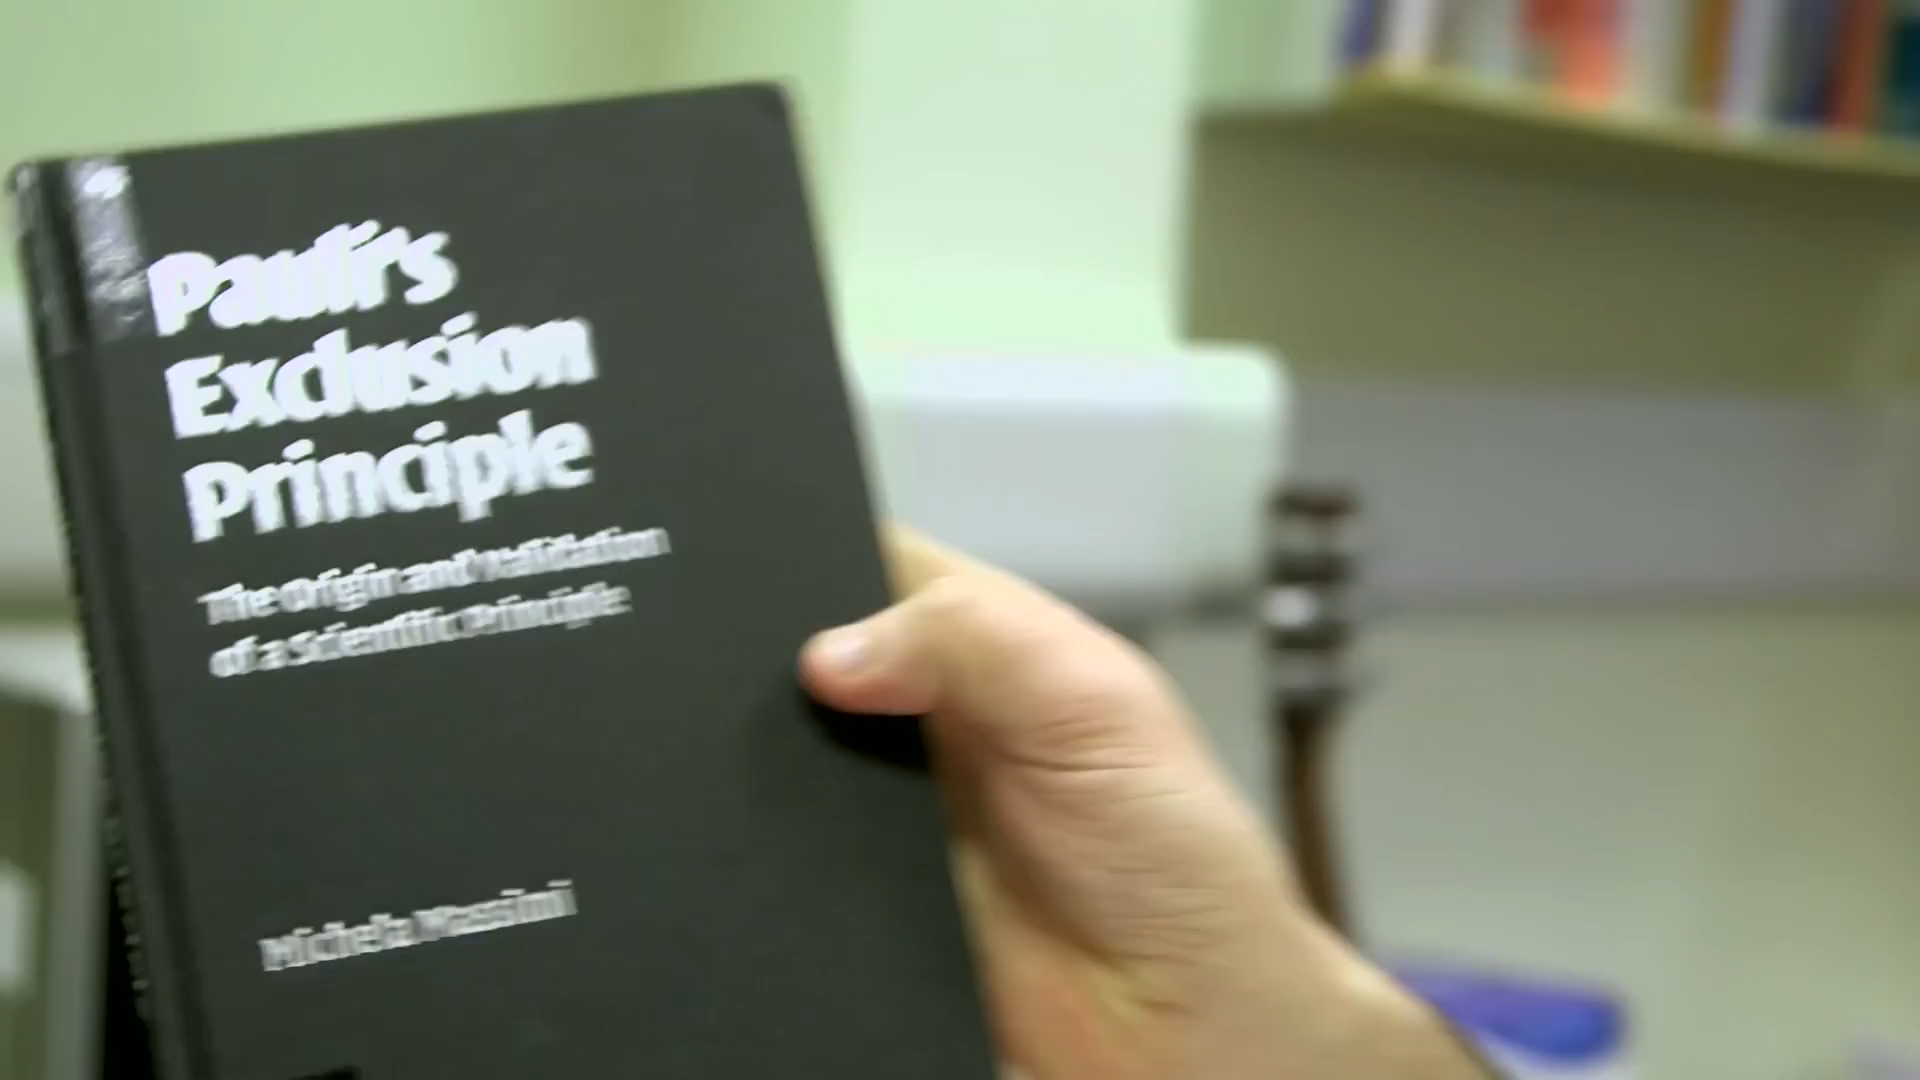 Pauli's
Exclusion
Principle
The Origin and Validation
of a Scientific Principle
Michela Massimi